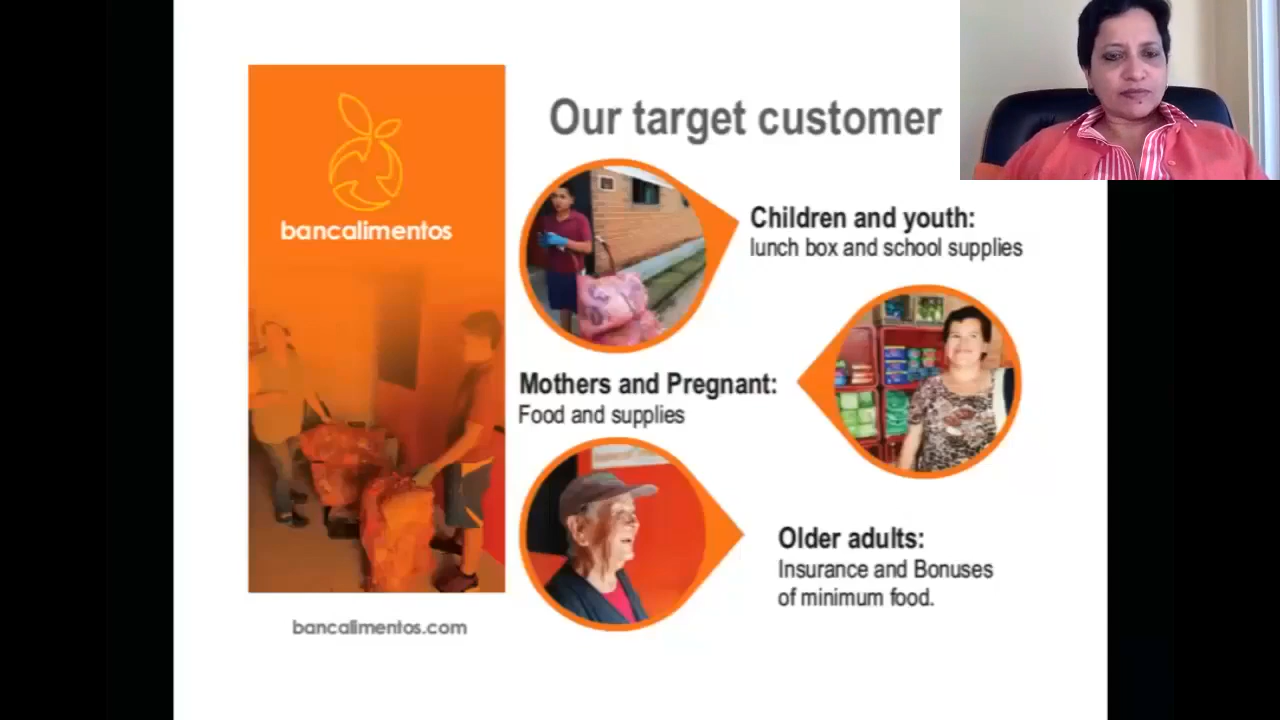 bancalimentos
bancalimentos.com
Our target customer
Children and youth:
lunch box and school supplies
Mothers and Pregnant:
Food and supplies
Older adults:
Insurance and Bonuses
of minimum food.